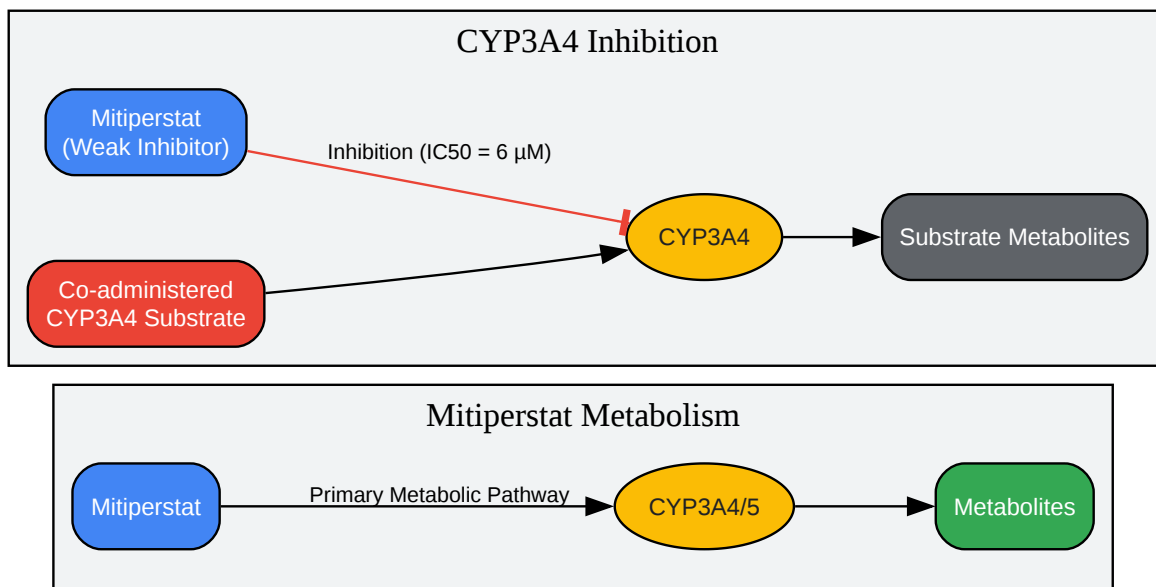 CYP3A4 Inhibition
Mitiperstat
(Weak Inhibitor)
Inhibition (IC50 = 6 µM)
CYP3A4
Substrate Metabolites
Co-administered
CYP3A4 Substrate
Mitiperstat Metabolism
Mitiperstat
Primary Metabolic Pathway
CYP3A4/5
Metabolites